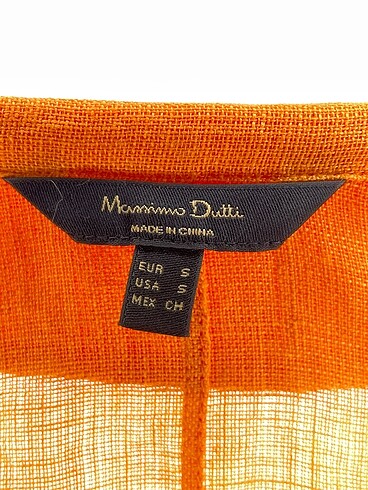 Massimo Dutti
MADE IN CHINA
EUR S
USA S
MEX CH